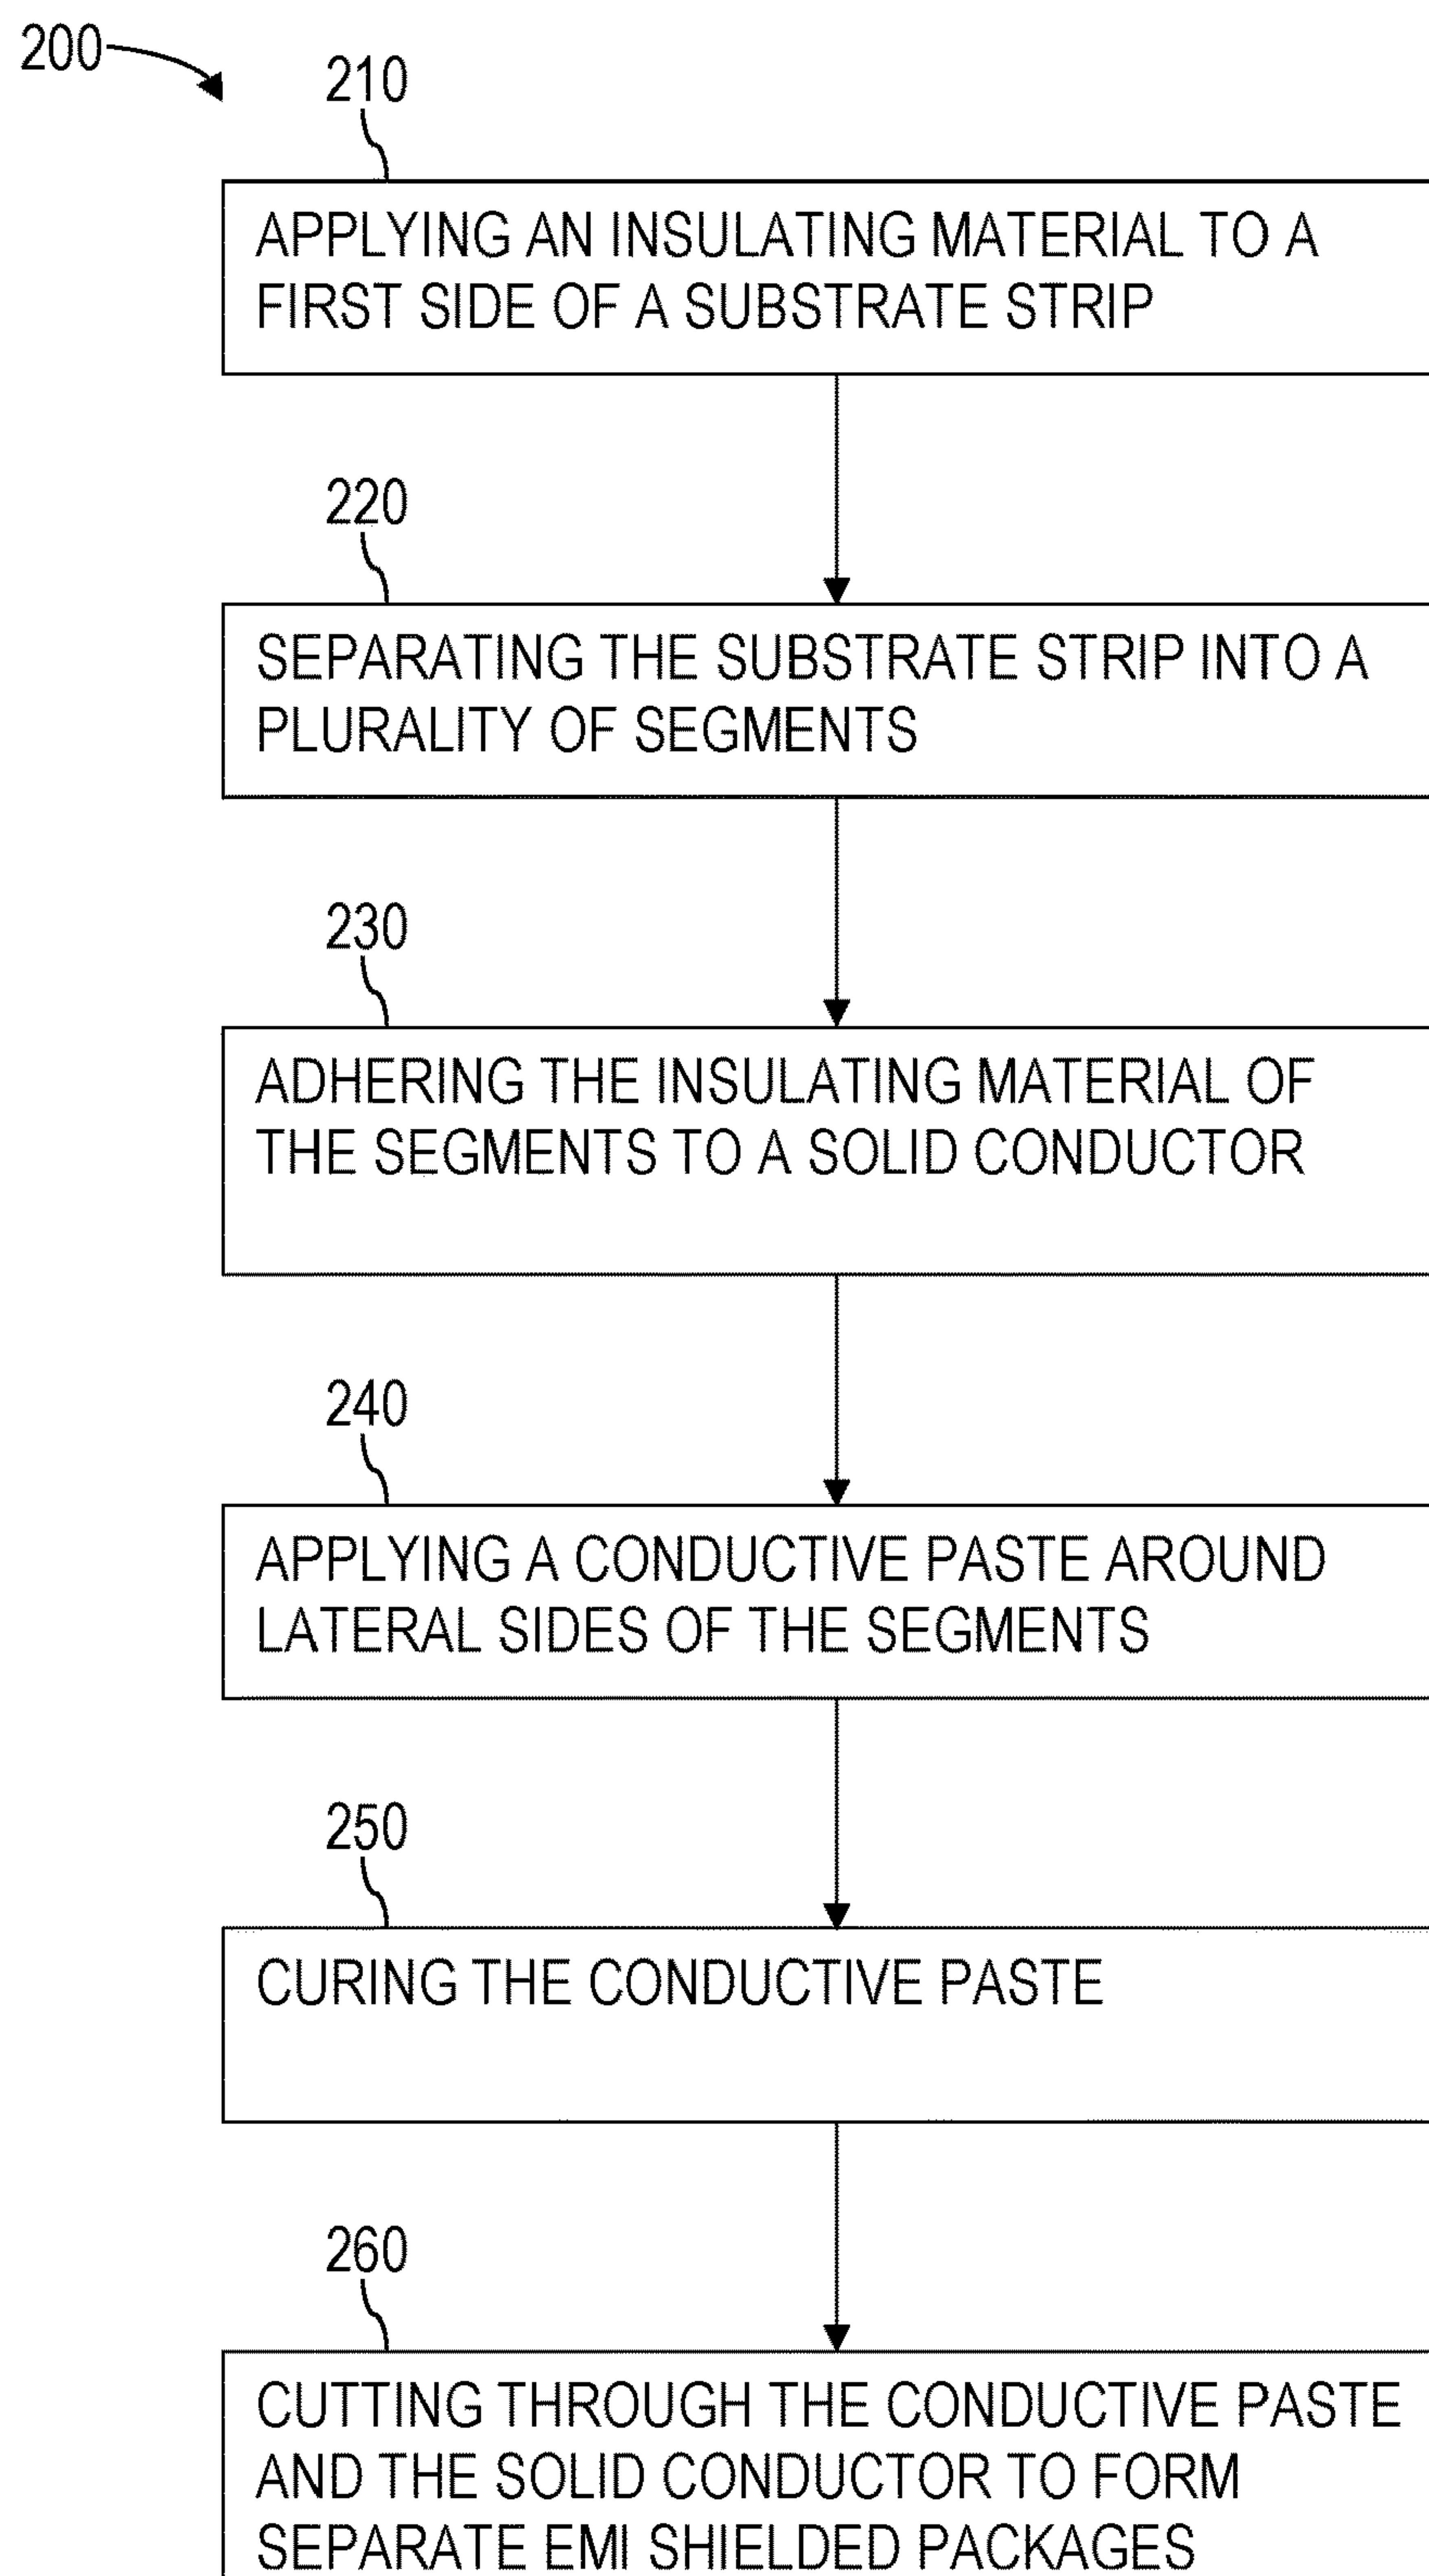 200
210
APPLYING AN INSULATING MATERIAL TO A
FIRST SIDE OF A SUBSTRATE STRIP
220
SEPARATING THE SUBSTRATE STRIP INTO A
PLURALITY OF SEGMENTS
230
ADHERING THE INSULATING MATERIAL OF
THE SEGMENTS TO A SOLID CONDUCTOR
240
APPLYING A CONDUCTIVE PASTE AROUND
LATERAL SIDES OF THE SEGMENTS
250
CURING THE CONDUCTIVE PASTE
260
CUTTING THROUGH THE CONDUCTIVE PASTE
AND THE SOLID CONDUCTOR TO FORM
SEPARATE EMI SHIELDED PACKAGES